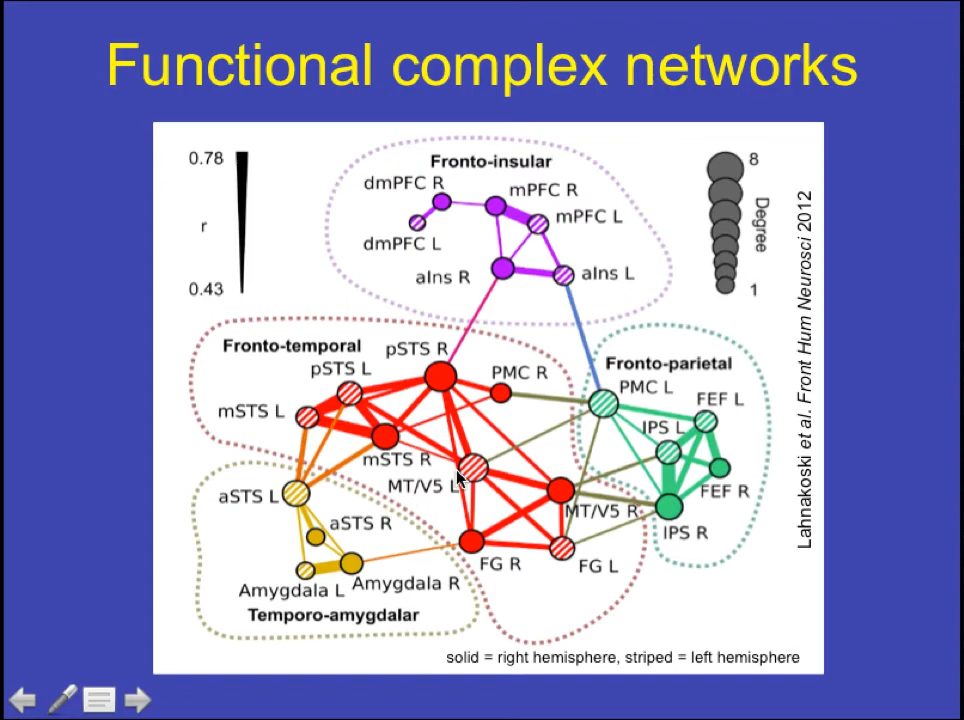 Functional complex networks
0.78
r
0.43
8
Degree
1
Fronto-insular
dmPFC R
mPFC R
mPFC L
dmPFC L
aIns R
aIns L
Fronto-temporal
pSTS R
pSTS L
PMC R
mSTS L
mSTS R
MT/V5 L
MT/V5 R
FG R
FG L
Fronto-parietal
PMC L
FEF L
IPS L
FEF R
IPS R
aSTS L
aSTS R
Amygdala L
Amygdala R
Temporo-amygdalar
Lahnakoski et al. Front Hum Neurosci 2012
solid = right hemisphere, striped = left hemisphere